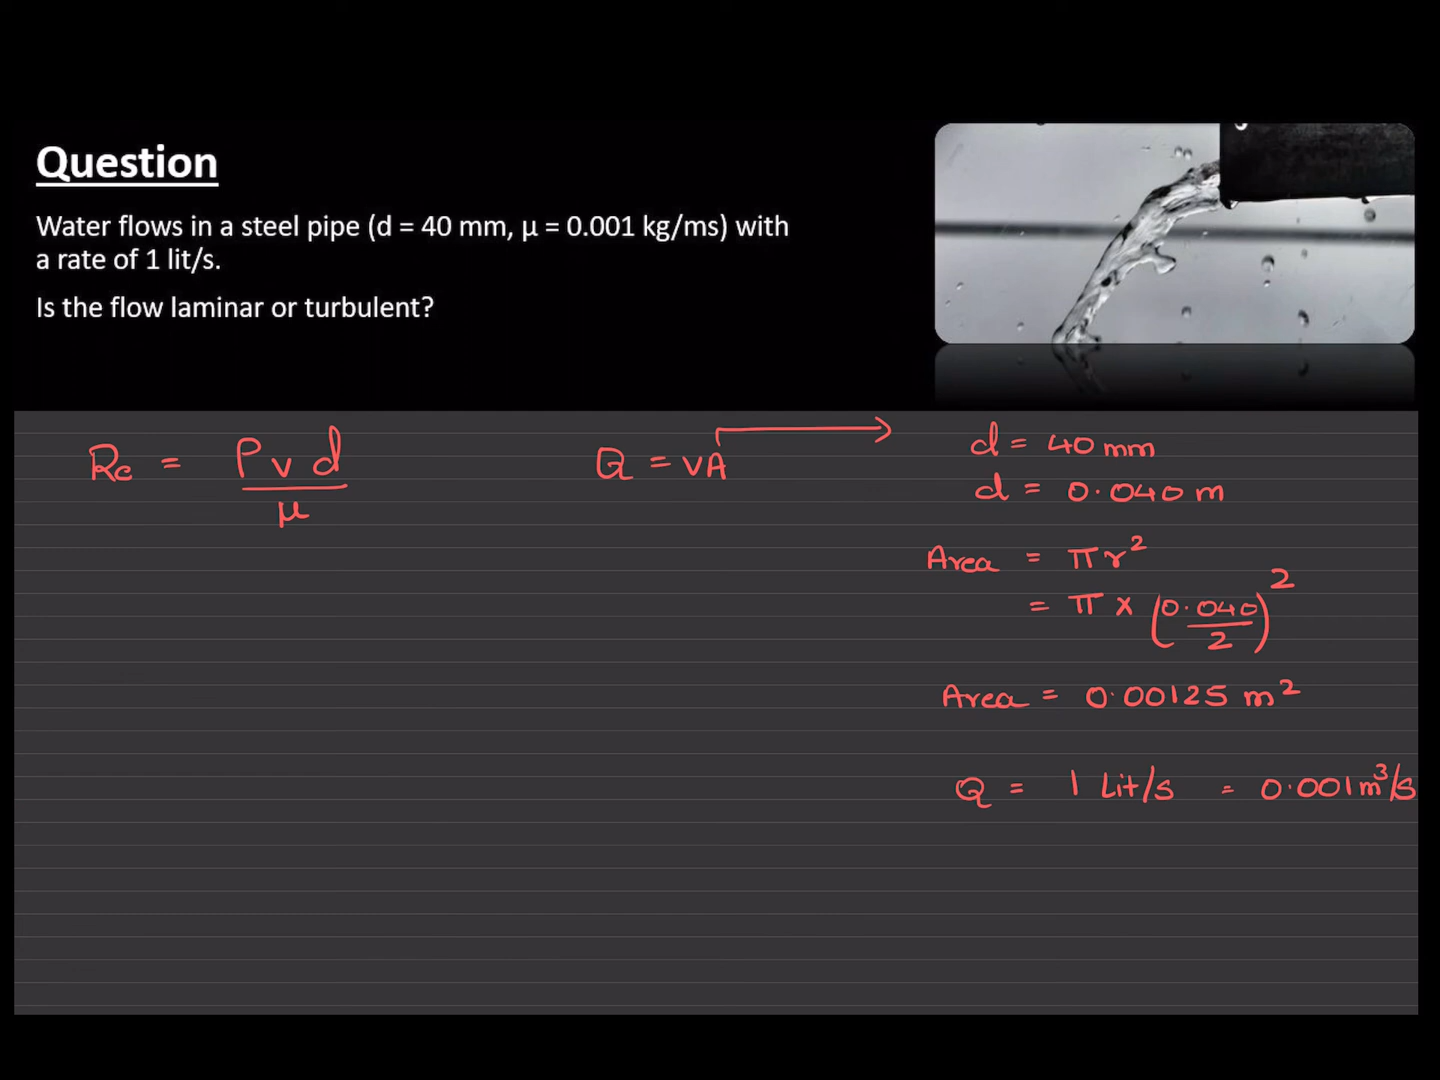 Question
Water flows in a steel pipe (d = 40 mm, µ = 0.001 kg/ms) with
a rate of 1 lit/s.
Is the flow laminar or turbulent?
Re = ρ v d / μ
Q = vA
d = 40 mm
d = 0.040 m
Area = πr²
= π × (0.040/2)²
Area = 0.00125 m²
Q = 1 Lit/s = 0.001 m³/s